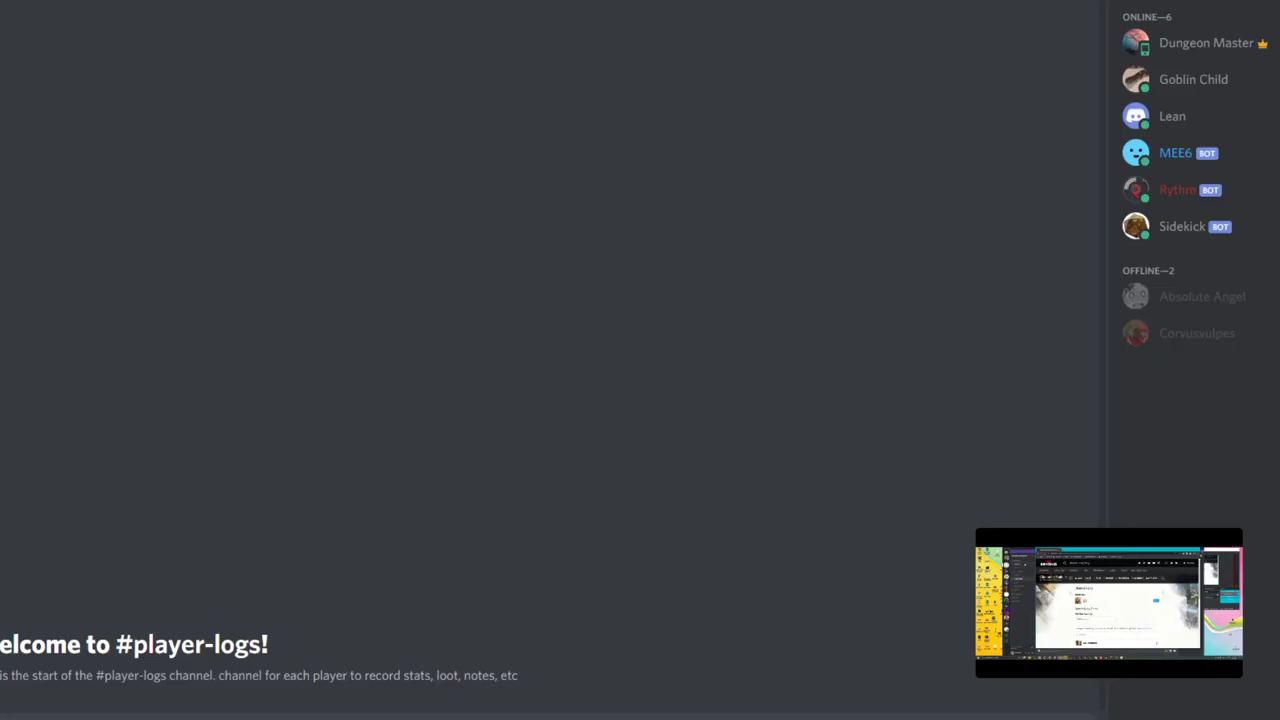 ONLINE—6
Dungeon Master
Goblin Child
Lean
MEE6 BOT
Rythm BOT
Sidekick BOT
OFFLINE—2
Absolute Angel
Corvusvulpes
elcome to #player-logs!
is the start of the #player-logs channel. channel for each player to record stats, loot, notes, etc